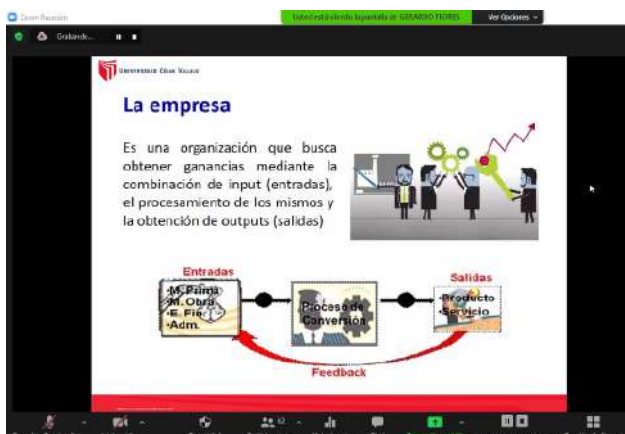 Zoom Reunión
Usted está viendo la pantalla de GERARDO FLORES
Ver Opciones
Grabando...
UNIVERSIDAD CÉSAR VALLEJO
La empresa
Es una organización que busca
obtener ganancias mediante la
combinación de input (entradas),
el procesamiento de los mismos y
la obtención de outputs (salidas)
Entradas
•M. Prima
•M. Obra.
•E. Fin
•Adm.
Proceso de
Conversión
Salidas
•Producto
•Servicio
Feedback